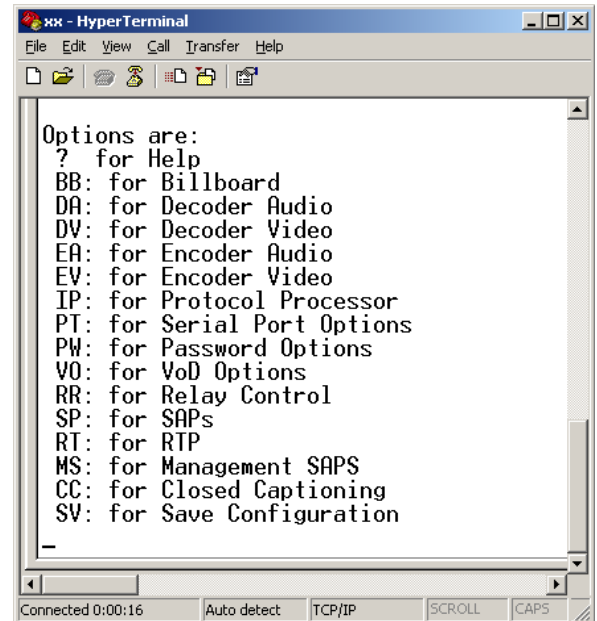 xx - HyperTerminal
File Edit View Call Transfer Help
Options are:
? for Help
BB: for Billboard
DA: for Decoder Audio
DV: for Decoder Video
EA: for Encoder Audio
EV: for Encoder Video
IP: for Protocol Processor
PT: for Serial Port Options
PW: for Password Options
VO: for VoD Options
RR: for Relay Control
SP: for SAPs
RT: for RTP
MS: for Management SAPS
CC: for Closed Captioning
SV: for Save Configuration
_
Connected 0:00:16 Auto detect TCP/IP SCROLL CAPS